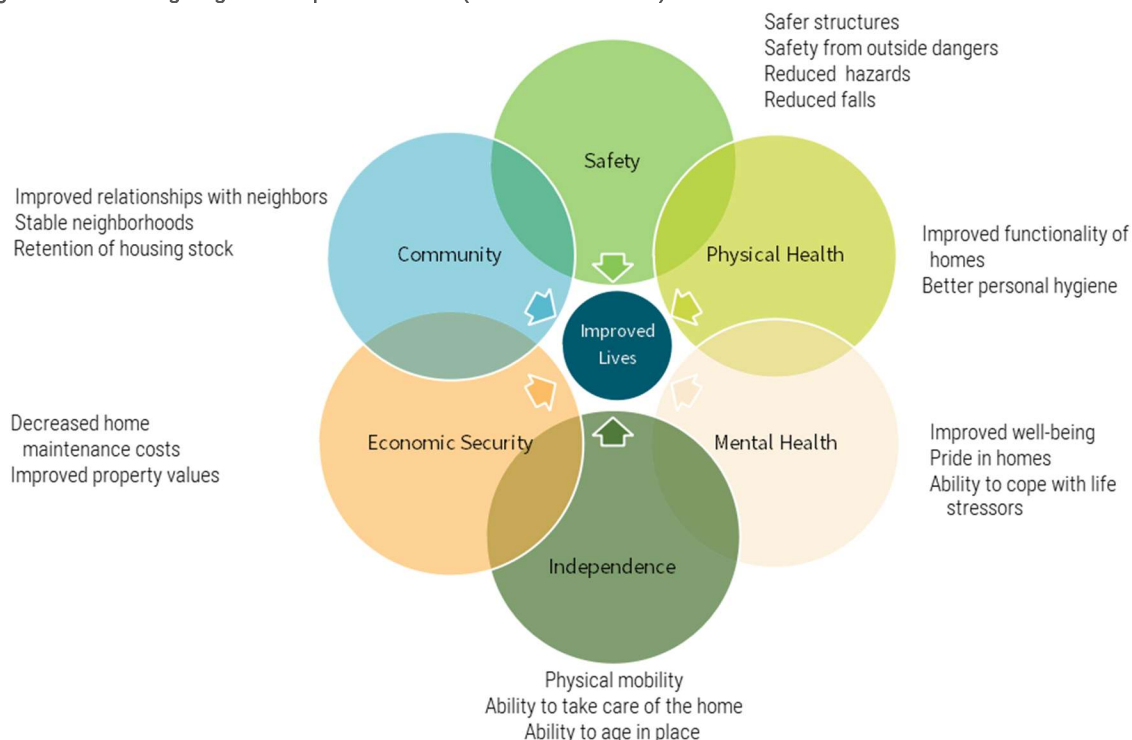 Safer structures
Safety from outside dangers
Reduced hazards
Reduced falls
Safety
Improved relationships with neighbors
Stable neighborhoods
Retention of housing stock
Community
Physical Health
Improved functionality of
homes
Better personal hygiene
Improved
Lives
Decreased home
maintenance costs
Improved property values
Economic Security
Mental Health
Improved well-being
Pride in homes
Ability to cope with life
stressors
Independence
Physical mobility
Ability to take care of the home
Ability to age in place